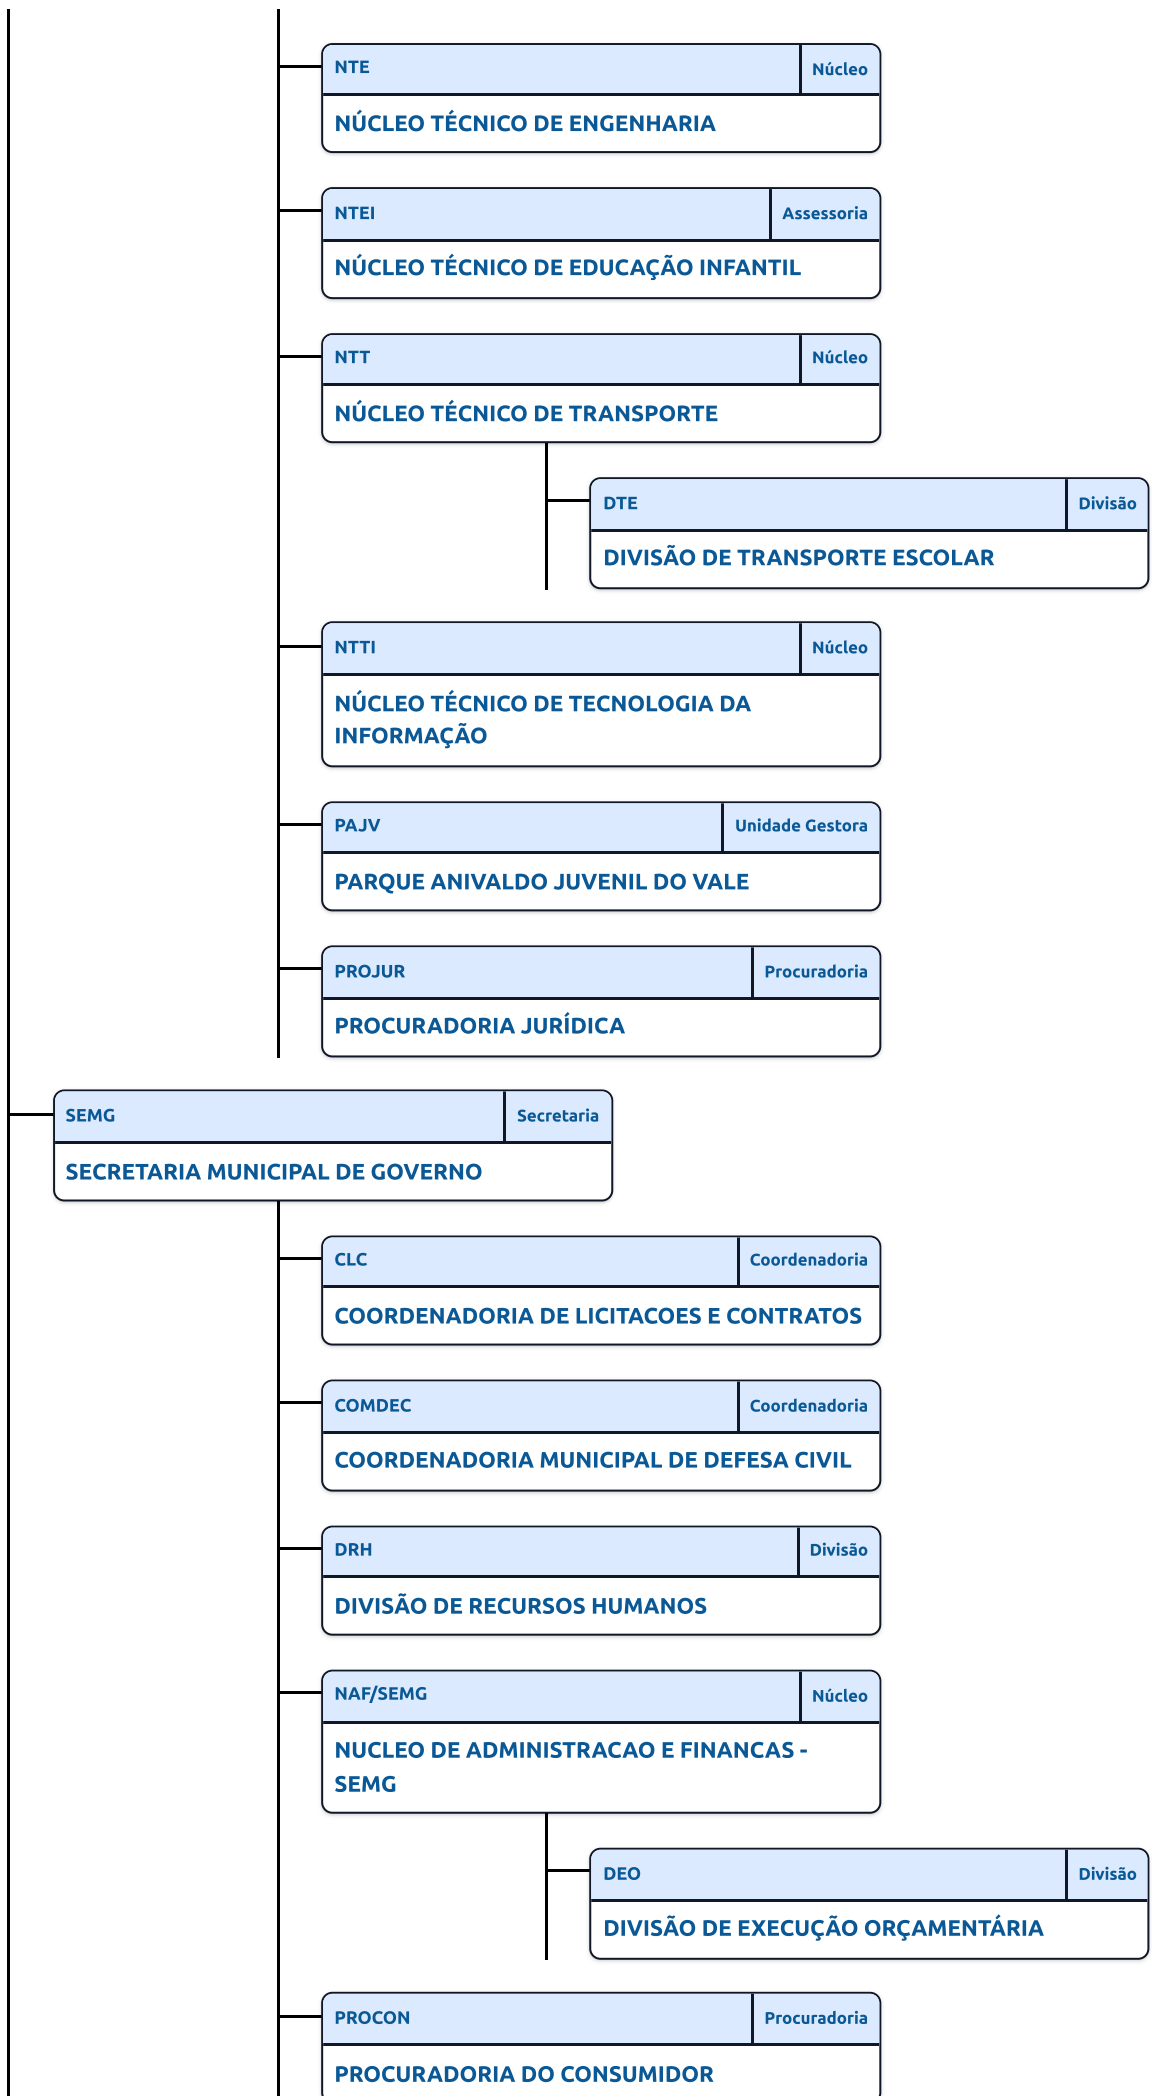 NTE
Núcleo
NÚCLEO TÉCNICO DE ENGENHARIA
NTEI
Assessoria
NÚCLEO TÉCNICO DE EDUCAÇÃO INFANTIL
NTT
Núcleo
NÚCLEO TÉCNICO DE TRANSPORTE
DTE
Divisão
DIVISÃO DE TRANSPORTE ESCOLAR
NTTI
Núcleo
NÚCLEO TÉCNICO DE TECNOLOGIA DA
INFORMAÇÃO
PAJV
Unidade Gestora
PARQUE ANIVALDO JUVENIL DO VALE
PROJUR
Procuradoria
PROCURADORIA JURÍDICA
SEMG
Secretaria
SECRETARIA MUNICIPAL DE GOVERNO
CLC
Coordenadoria
COORDENADORIA DE LICITACOES E CONTRATOS
COMDEC
Coordenadoria
COORDENADORIA MUNICIPAL DE DEFESA CIVIL
DRH
Divisão
DIVISÃO DE RECURSOS HUMANOS
NAF/SEMG
Núcleo
NUCLEO DE ADMINISTRACAO E FINANCAS -
SEMG
DEO
Divisão
DIVISÃO DE EXECUÇÃO ORÇAMENTÁRIA
PROCON
Procuradoria
PROCURADORIA DO CONSUMIDOR